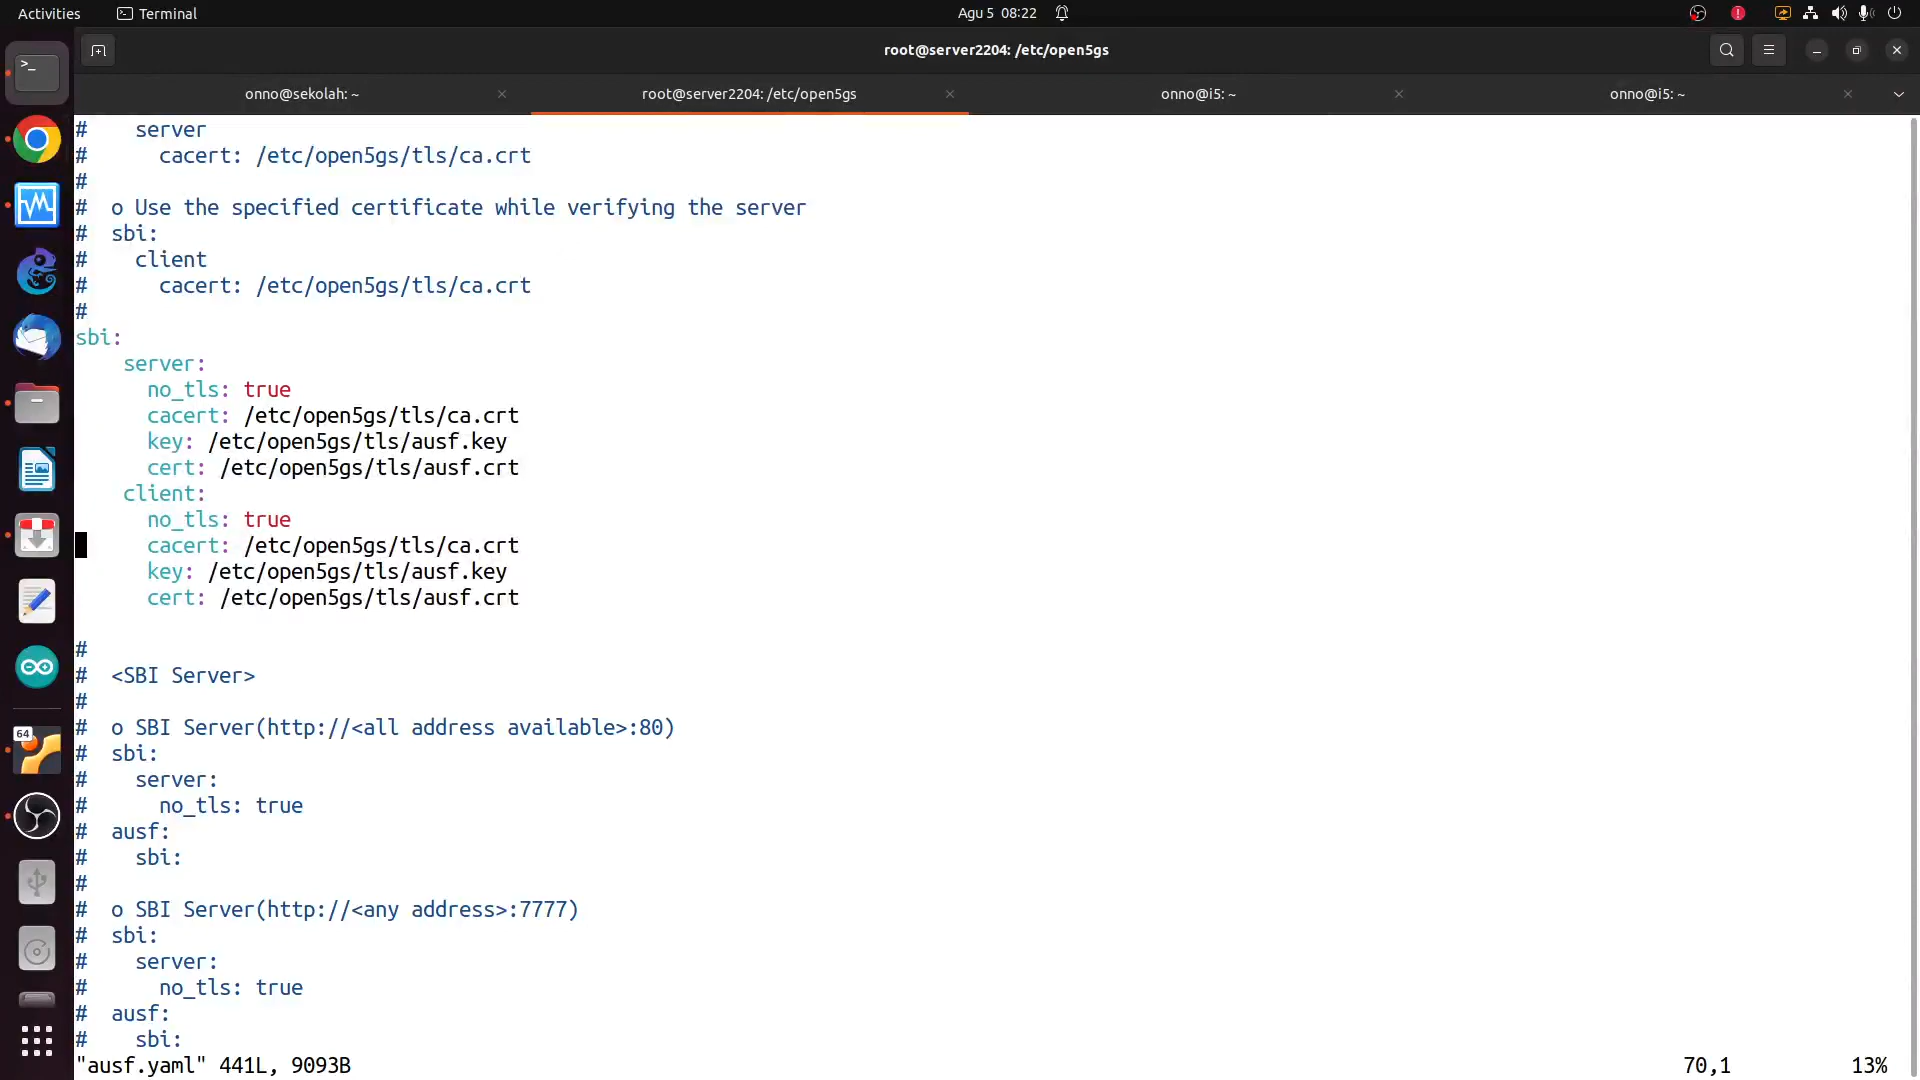 Activities
Terminal
Agu 5 08:22
root@server2204: /etc/open5gs
onno@sekolah: ~
root@server2204: /etc/open5gs
onno@i5: ~
onno@i5: ~
#    server
#      cacert: /etc/open5gs/tls/ca.crt
#
#  o Use the specified certificate while verifying the server
#  sbi:
#    client
#      cacert: /etc/open5gs/tls/ca.crt
#
sbi:
    server:
      no_tls: true
      cacert: /etc/open5gs/tls/ca.crt
      key: /etc/open5gs/tls/ausf.key
      cert: /etc/open5gs/tls/ausf.crt
    client:
      no_tls: true
      cacert: /etc/open5gs/tls/ca.crt
      key: /etc/open5gs/tls/ausf.key
      cert: /etc/open5gs/tls/ausf.crt
#
#  <SBI Server>
#
#  o SBI Server(http://<all address available>:80)
#  sbi:
#    server:
#      no_tls: true
#  ausf:
#    sbi:
#
#  o SBI Server(http://<any address>:7777)
#  sbi:
#    server:
#      no_tls: true
#  ausf:
#    sbi:
"ausf.yaml" 441L, 9093B
70,1
13%
64